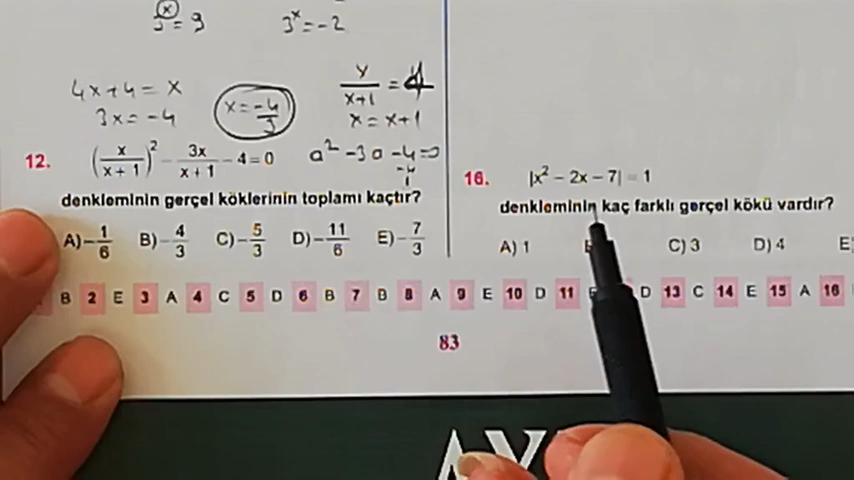 3^x = 9
3^x = -2
4x+4 = x
3x = -4
x = -4/3
x/(x+1) = 4
x = x+1
12. (x/(x+1))² - 3x/(x+1) - 4 = 0
a² - 3a - 4 = 0
-4
1
denkleminin gerçel köklerinin toplamı kaçtır?
A) -1/6 B) -4/3 C) -5/3 D) -11/6 E) -7/3
16. |x² - 2x - 7| = 1
denkleminin kaç farklı gerçel kökü vardır?
A) 1 C) 3 D) 4 E)
B 2 E 3 A 4 C 5 D 6 B 7 B 8 A 9 E 10 D 11 D 13 C 14 E 15 A 16
83